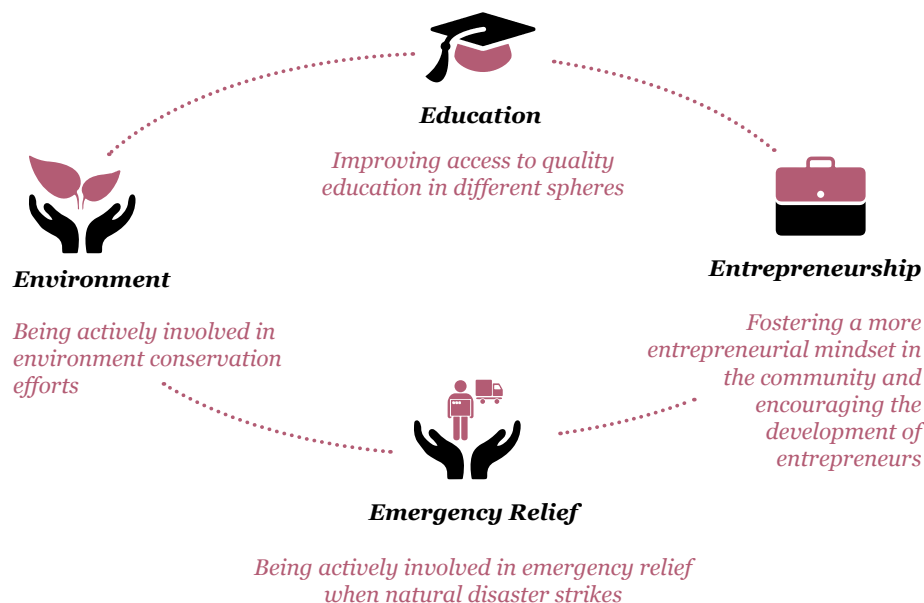 Education
Improving access to quality
education in different spheres
Environment
Being actively involved in
environment conservation
efforts
Entrepreneurship
Fostering a more
entrepreneurial mindset in
the community and
encouraging the
development of
entrepreneurs
Emergency Relief
Being actively involved in emergency relief
when natural disaster strikes